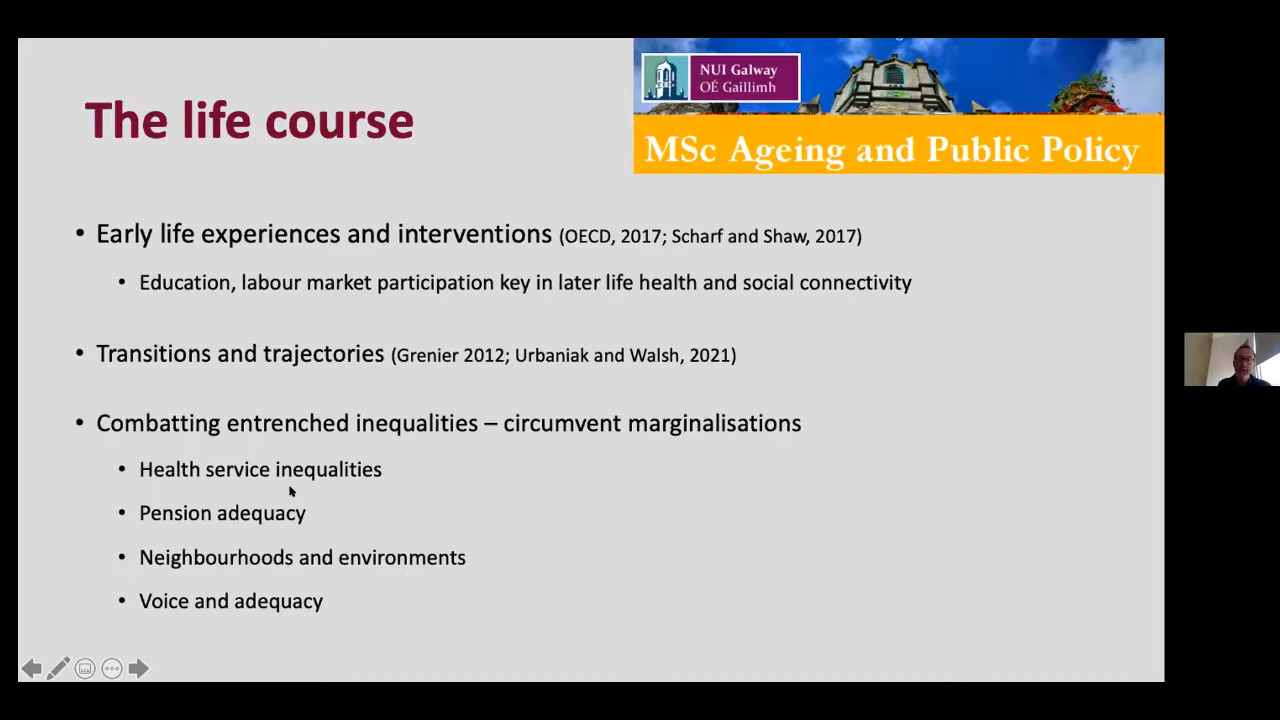 The life course
NUI Galway
OÉ Gaillimh
MSc Ageing and Public Policy
• Early life experiences and interventions (OECD, 2017; Scharf and Shaw, 2017)
• Education, labour market participation key in later life health and social connectivity
• Transitions and trajectories (Grenier 2012; Urbaniak and Walsh, 2021)
• Combatting entrenched inequalities – circumvent marginalisations
• Health service inequalities
• Pension adequacy
• Neighbourhoods and environments
• Voice and adequacy